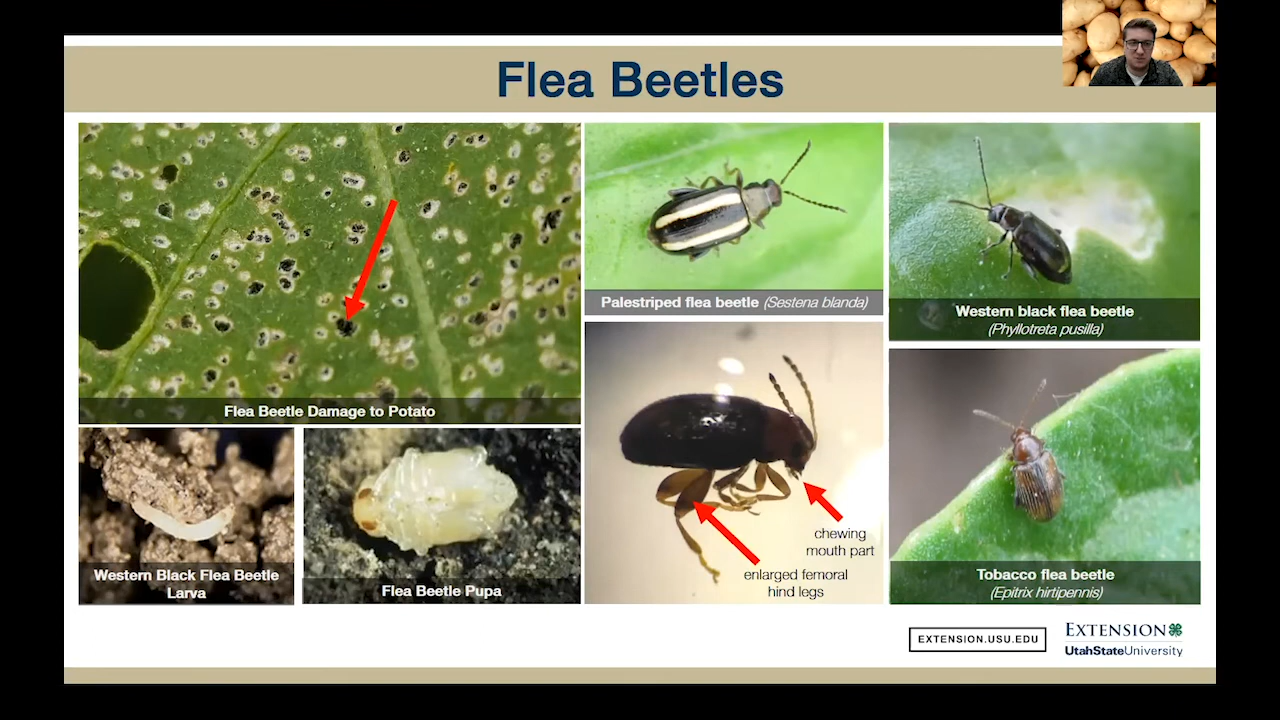 Flea Beetles
Flea Beetle Damage to Potato
Palestriped flea beetle (Sestena blanda)
Western black flea beetle
(Phyllotreta pusilla)
Western Black Flea Beetle
Larva
Flea Beetle Pupa
chewing
mouth part
enlarged femoral
hind legs
Tobacco flea beetle
(Epitrix hirtipennis)
EXTENSION.USU.EDU
EXTENSION
UtahStateUniversity